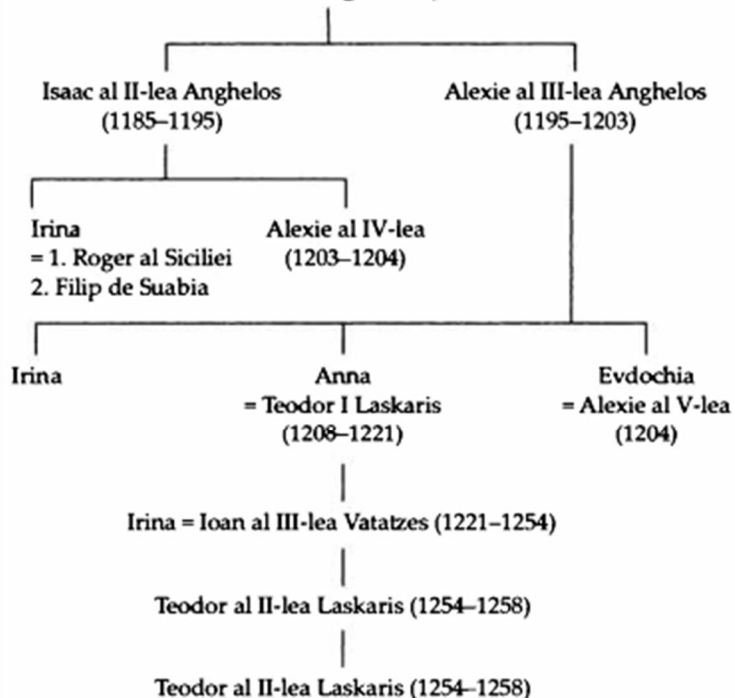 Isaac al II-lea Anghelos
(1185–1195)
Alexie al III-lea Anghelos
(1195–1203)
Irina
= 1. Roger al Siciliei
2. Filip de Suabia
Alexie al IV-lea
(1203–1204)
Irina
Anna
= Teodor I Laskaris
(1208–1221)
Evdochia
= Alexie al V-lea
(1204)
Irina = Ioan al III-lea Vatatzes (1221–1254)
Teodor al II-lea Laskaris (1254–1258)
Teodor al II-lea Laskaris (1254–1258)